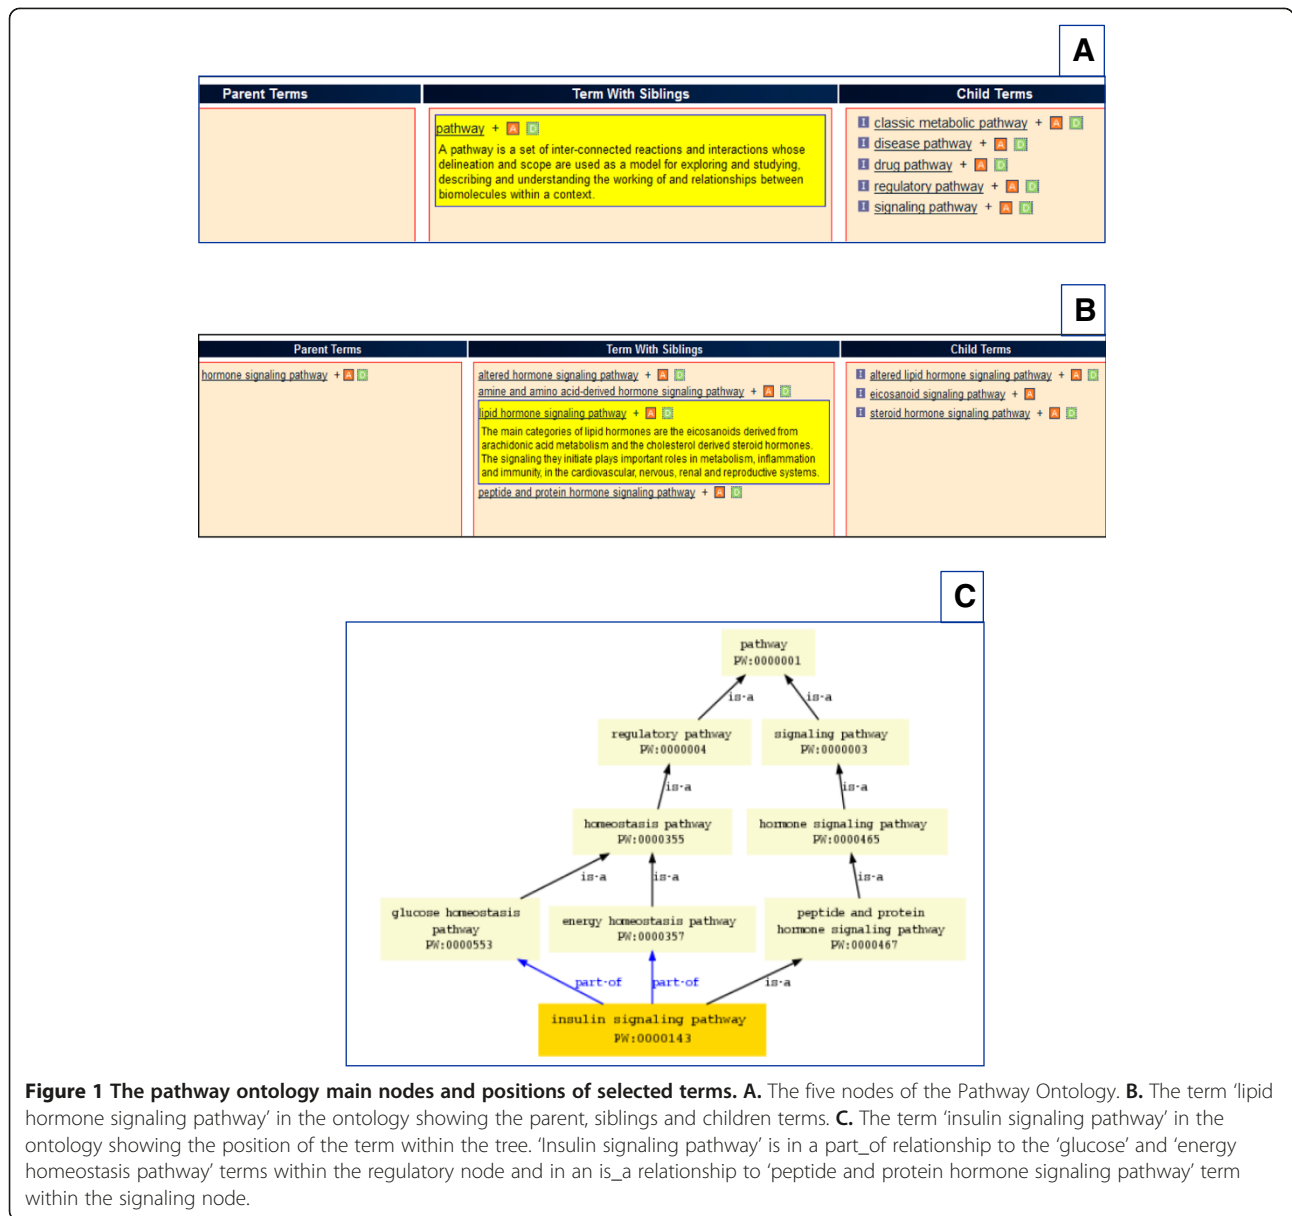 A
Parent Terms
Term With Siblings
Child Terms
pathway + A D
A pathway is a set of inter-connected reactions and interactions whose
delineation and scope are used as a model for exploring and studying,
describing and understanding the working of and relationships between
biomolecules within a context.
I classic metabolic pathway + A D
I disease pathway + A D
I drug pathway + A D
I regulatory pathway + A D
I signaling pathway + A D
B
Parent Terms
Term With Siblings
Child Terms
hormone signaling pathway + A D
altered hormone signaling pathway + A D
amine and amino acid-derived hormone signaling pathway + A D
lipid hormone signaling pathway + A D
The main categories of lipid hormones are the eicosanoids derived from
arachidonic acid metabolism and the cholesterol derived steroid hormones.
The signaling they initiate plays important roles in metabolism, inflammation
and immunity, in the cardiovascular, nervous, renal and reproductive systems.
peptide and protein hormone signaling pathway + A D
I altered lipid hormone signaling pathway + A D
I eicosanoid signaling pathway + A
I steroid hormone signaling pathway + A D
C
pathway
PW:0000001
is-a
is-a
regulatory pathway
PW:0000004
signaling pathway
PW:0000003
is-a
is-a
homeostasis pathway
PW:0000355
hormone signaling pathway
PW:0000465
is-a
is-a
is-a
glucose homeostasis
pathway
PW:0000553
energy homeostasis pathway
PW:0000357
peptide and protein
hormone signaling pathway
PW:0000467
part-of
part-of
is-a
insulin signaling pathway
PW:0000143
Figure 1 The pathway ontology main nodes and positions of selected terms. A. The five nodes of the Pathway Ontology. B. The term ‘lipid
hormone signaling pathway’ in the ontology showing the parent, siblings and children terms. C. The term ‘insulin signaling pathway’ in the
ontology showing the position of the term within the tree. ‘Insulin signaling pathway’ is in a part_of relationship to the ‘glucose’ and ‘energy
homeostasis pathway’ terms within the regulatory node and in an is_a relationship to ‘peptide and protein hormone signaling pathway’ term
within the signaling node.